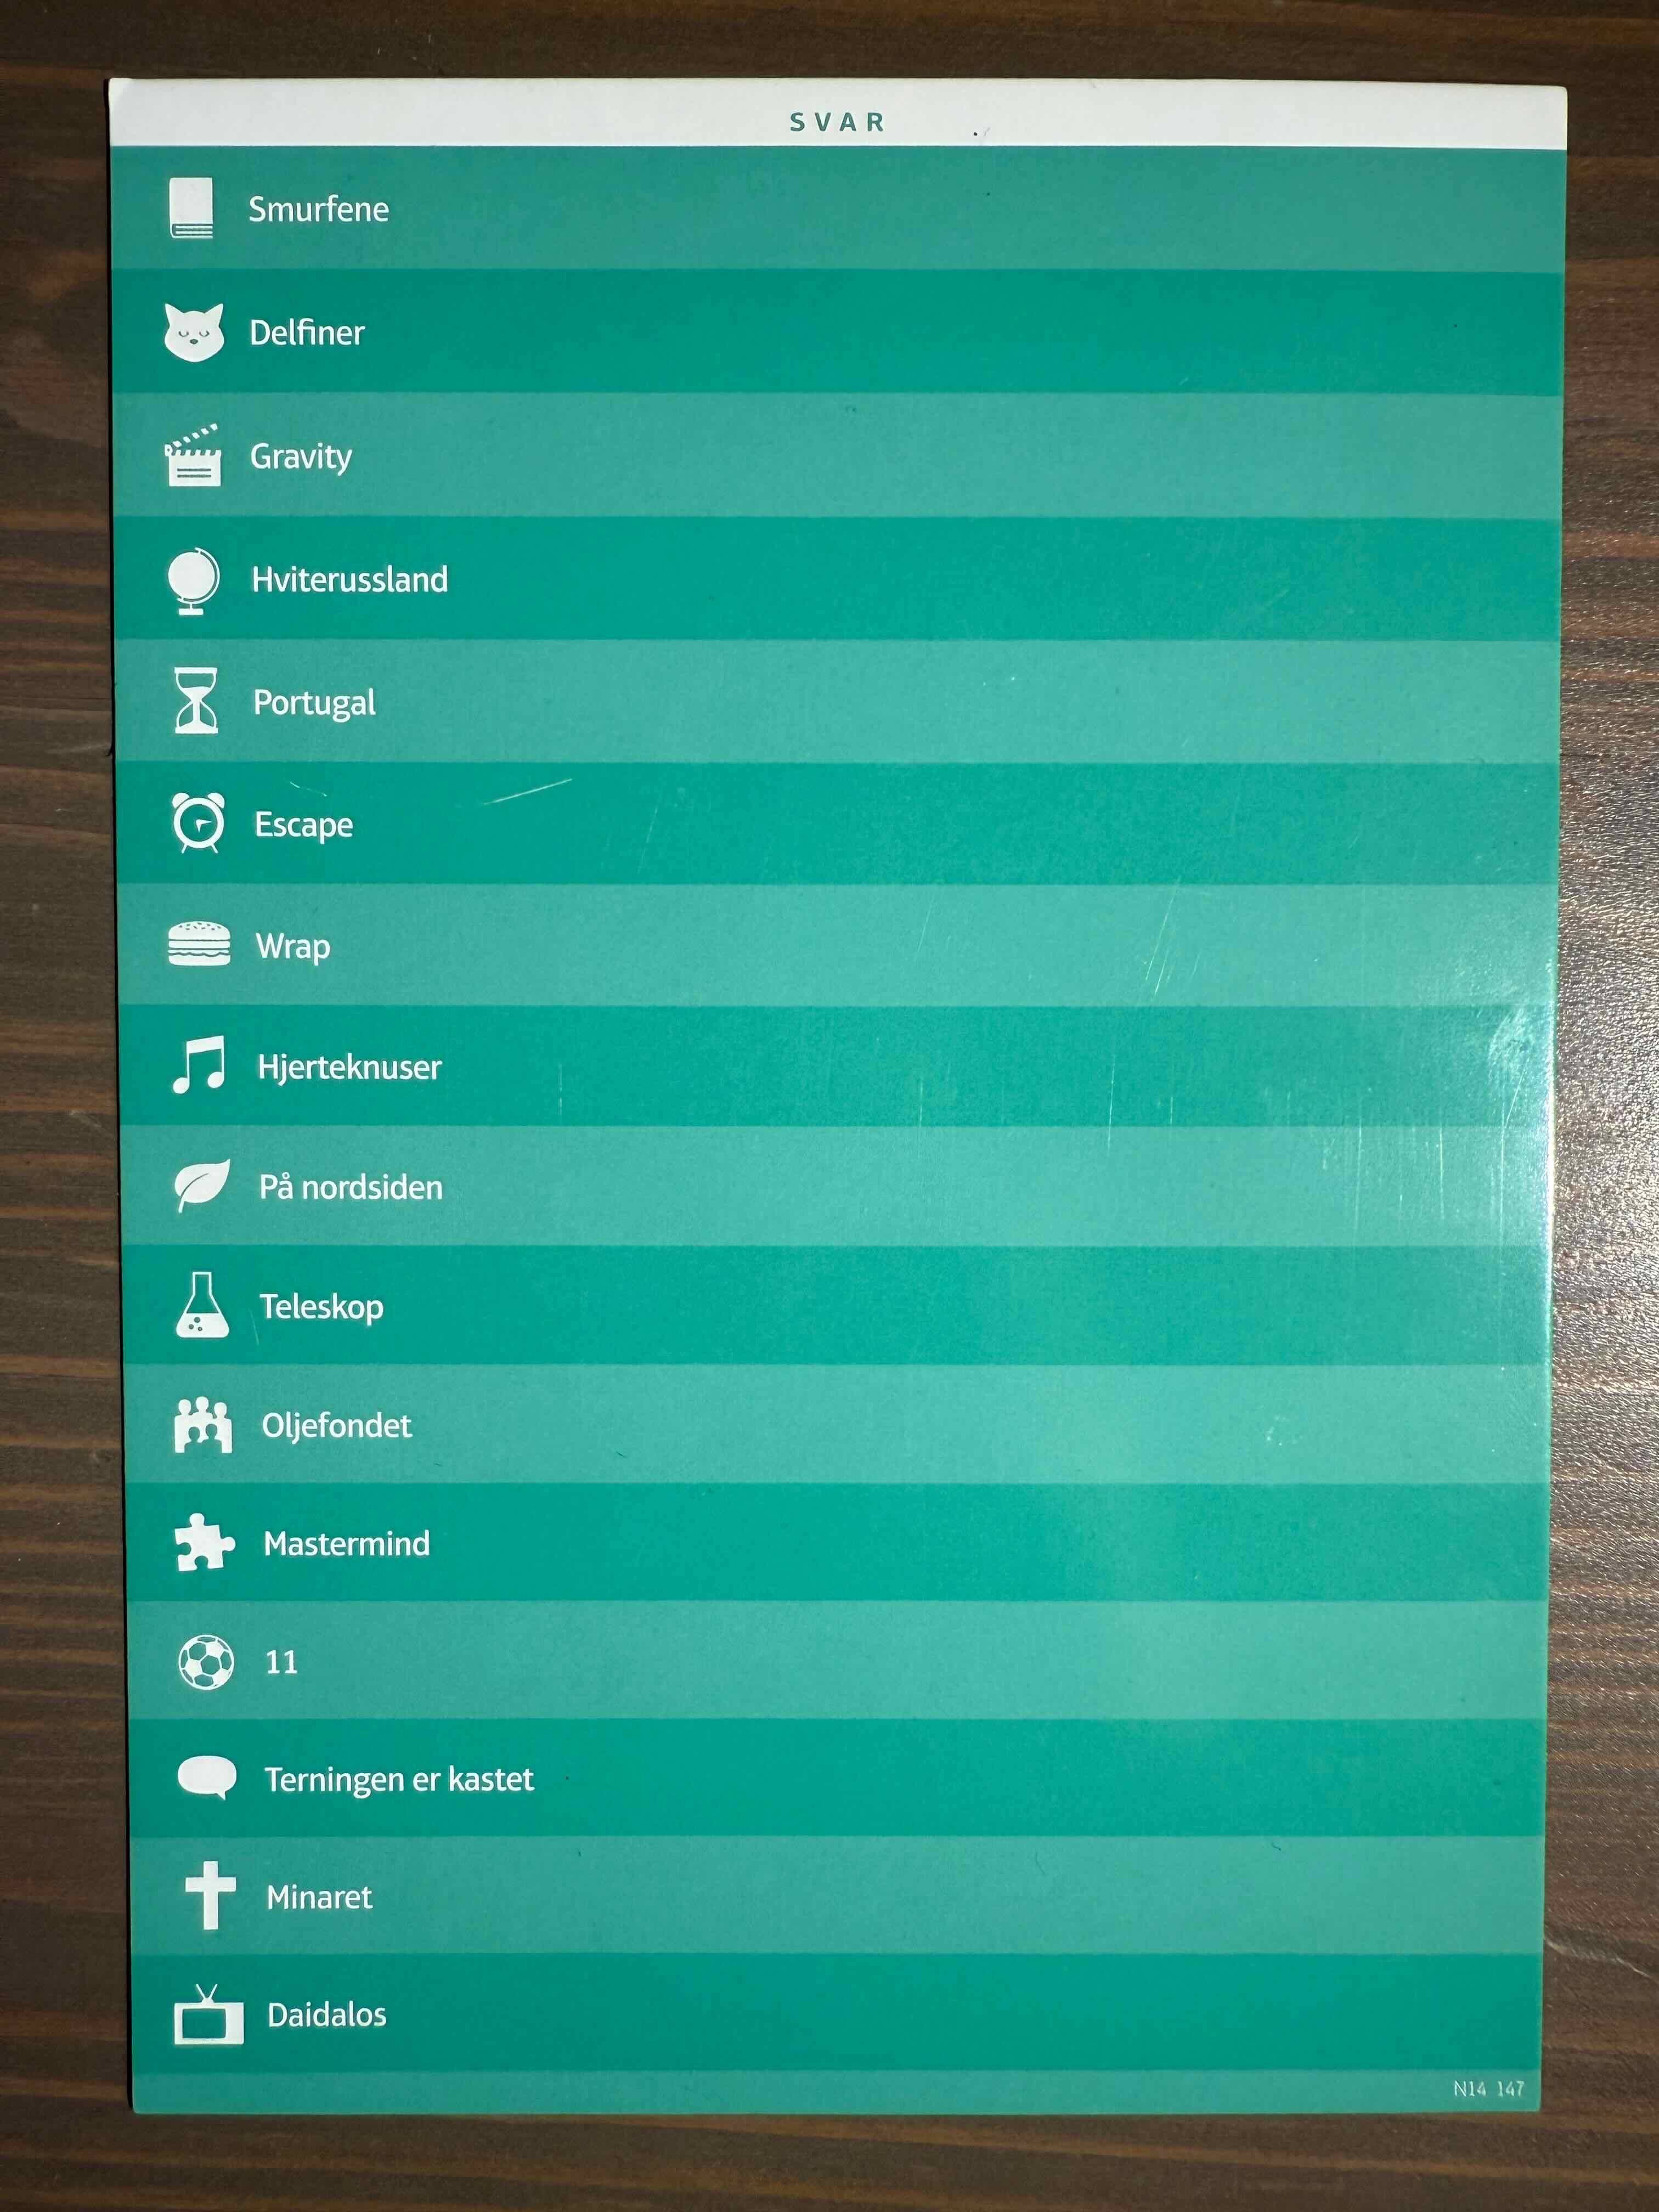 SVAR
Smurfene
Delfiner
Gravity
Hviterussland
Portugal
Escape
Wrap
Hjerteknuser
På nordsiden
Teleskop
Oljefondet
Mastermind
11
Terningen er kastet
Minaret
Daidalos
N14 147